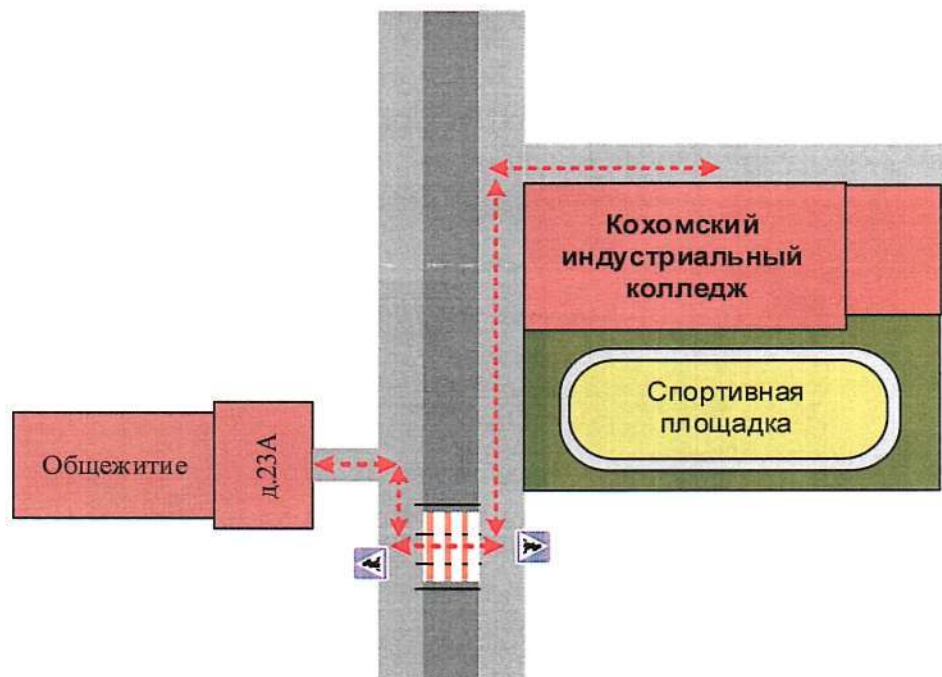 Кохомский
индустриальный
колледж
Спортивная
площадка
Общежитие
д.23А